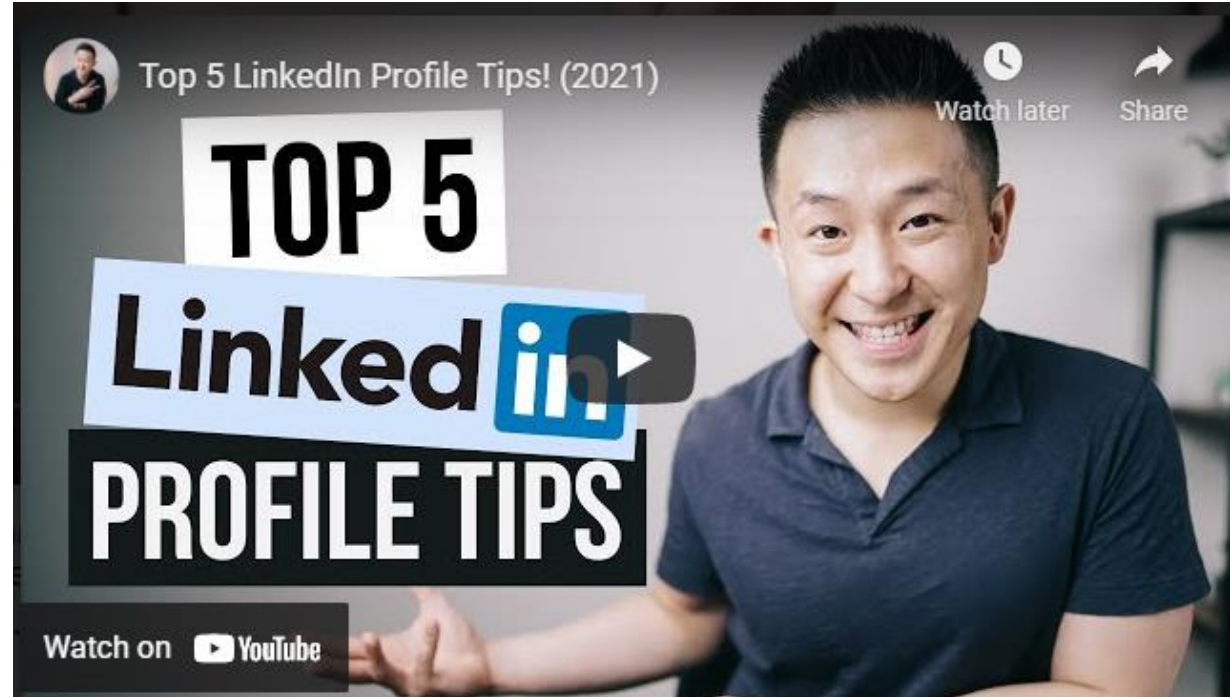 Top 5 LinkedIn Profile Tips! (2021)
Watch later
Share
TOP 5
Linked in
PROFILE TIPS
Watch on YouTube